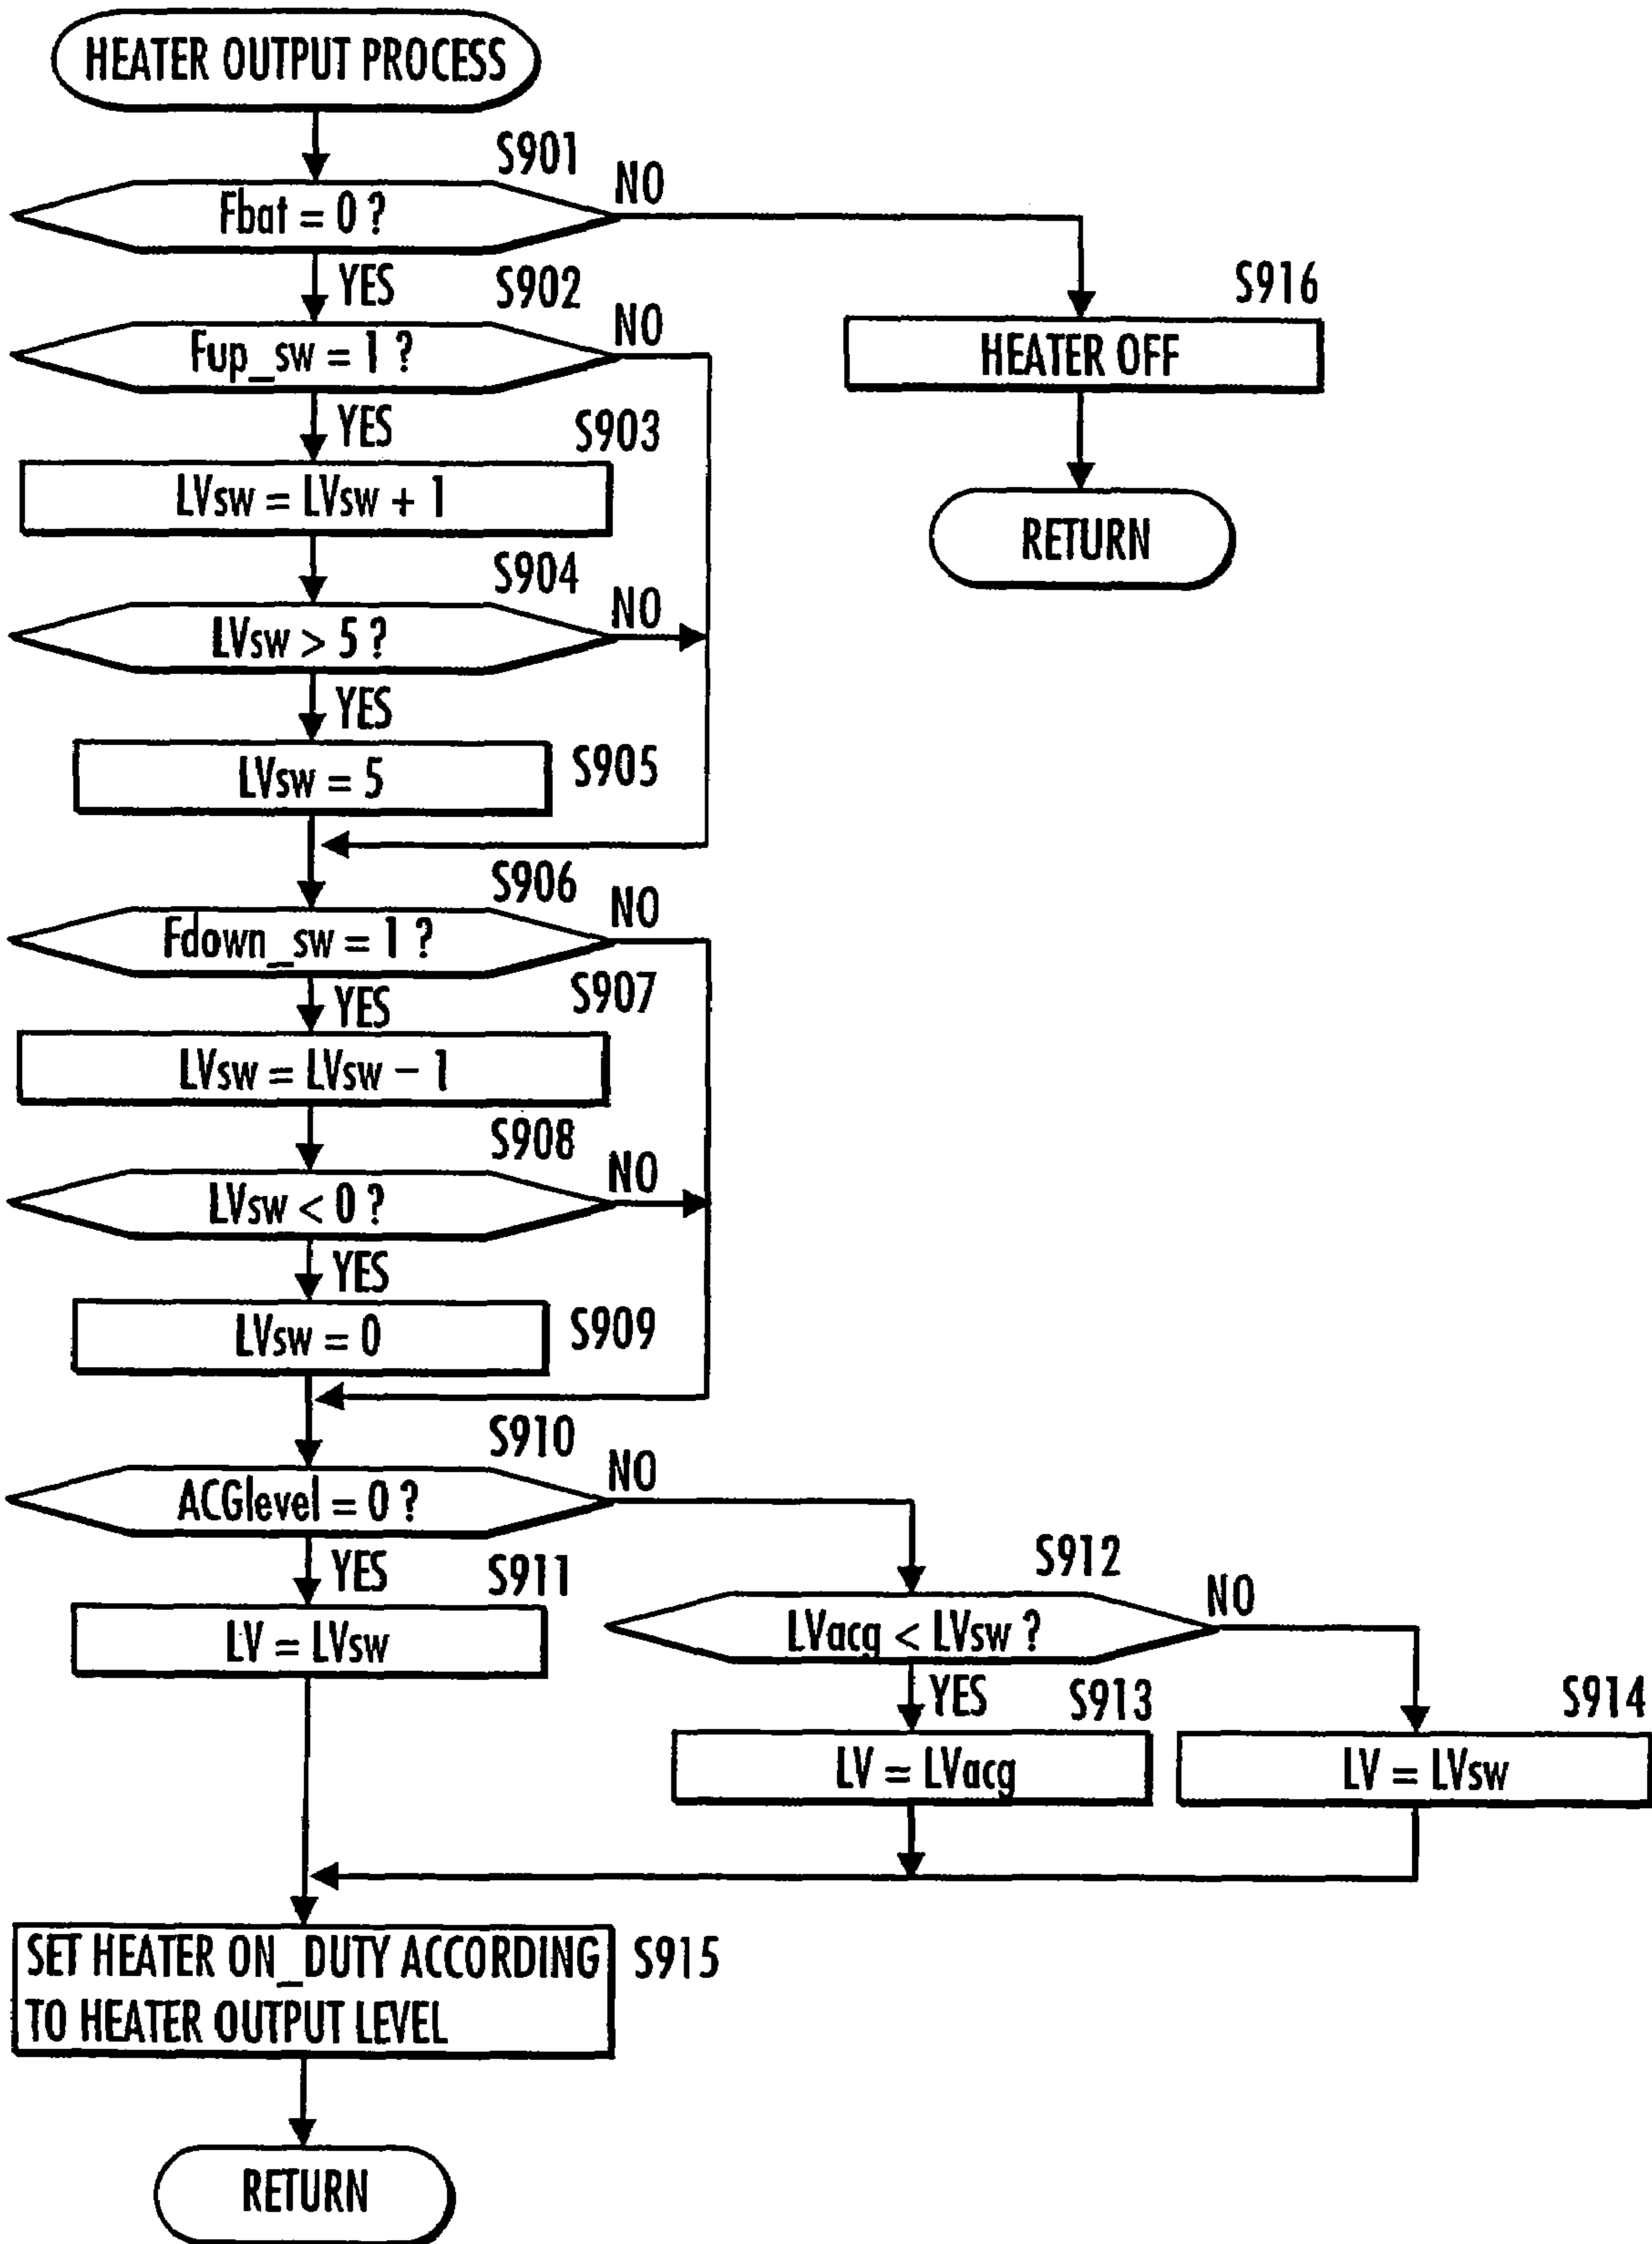 HEATER OUTPUT PROCESS
S901
Fbat = 0 ?
NO
YES
S902
Fup_sw = 1 ?
NO
S916
HEATER OFF
RETURN
YES
S903
LVsw = LVsw + 1
S904
LVsw > 5 ?
NO
YES
LVsw = 5
S905
S906
Fdown_sw = 1 ?
NO
YES
S907
LVsw = LVsw − 1
S908
LVsw < 0 ?
NO
YES
LVsw = 0
S909
S910
ACGlevel = 0 ?
NO
YES
S911
LV = LVsw
S912
LVacg < LVsw ?
NO
YES
S913
LV = LVacg
S914
LV = LVsw
SET HEATER ON_DUTY ACCORDING
TO HEATER OUTPUT LEVEL
S915
RETURN